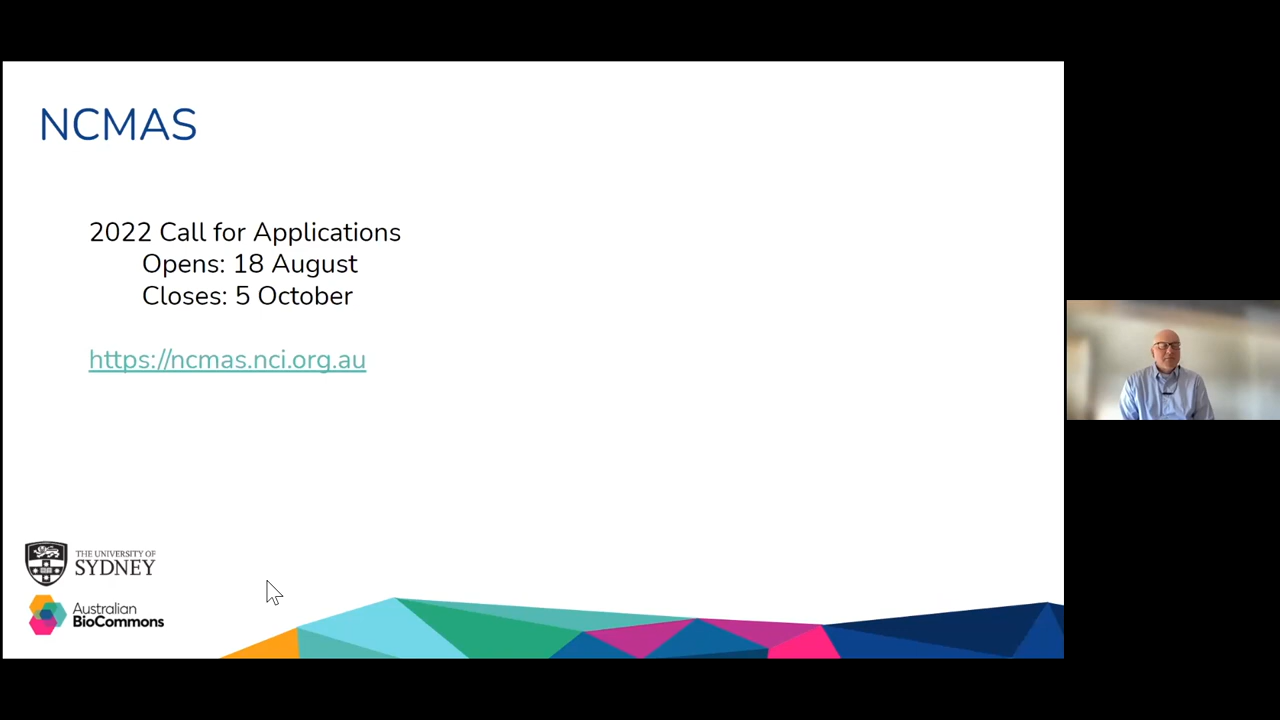 NCMAS
2022 Call for Applications
Opens: 18 August
Closes: 5 October
https://ncmas.nci.org.au
THE UNIVERSITY OF
SYDNEY
Australian
BioCommons